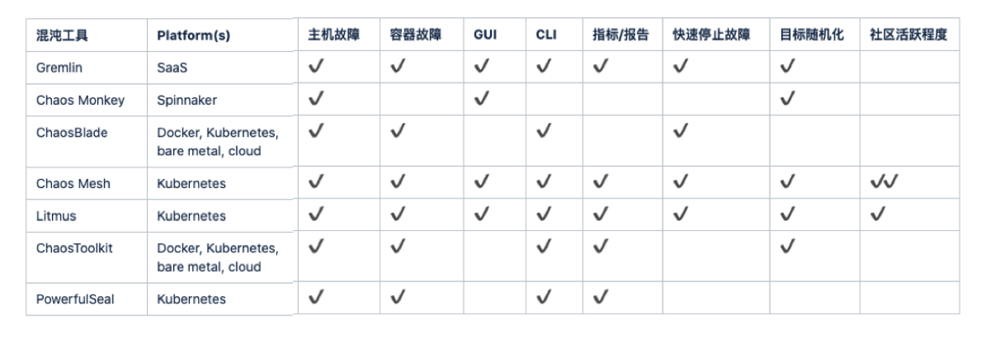 混沌工具 Platform(s) 主机故障 容器故障 GUI CLI 指标/报告 快速停止故障 目标随机化 社区活跃程度
Gremlin SaaS ✓ ✓ ✓ ✓ ✓ ✓ ✓
Chaos Monkey Spinnaker ✓ ✓ ✓
ChaosBlade Docker, Kubernetes, ✓ ✓ ✓ ✓
bare metal, cloud
Chaos Mesh Kubernetes ✓ ✓ ✓ ✓ ✓ ✓ ✓ ✓✓
Litmus Kubernetes ✓ ✓ ✓ ✓ ✓ ✓ ✓ ✓
ChaosToolkit Docker, Kubernetes, ✓ ✓ ✓ ✓ ✓
bare metal, cloud
PowerfulSeal Kubernetes ✓ ✓ ✓ ✓